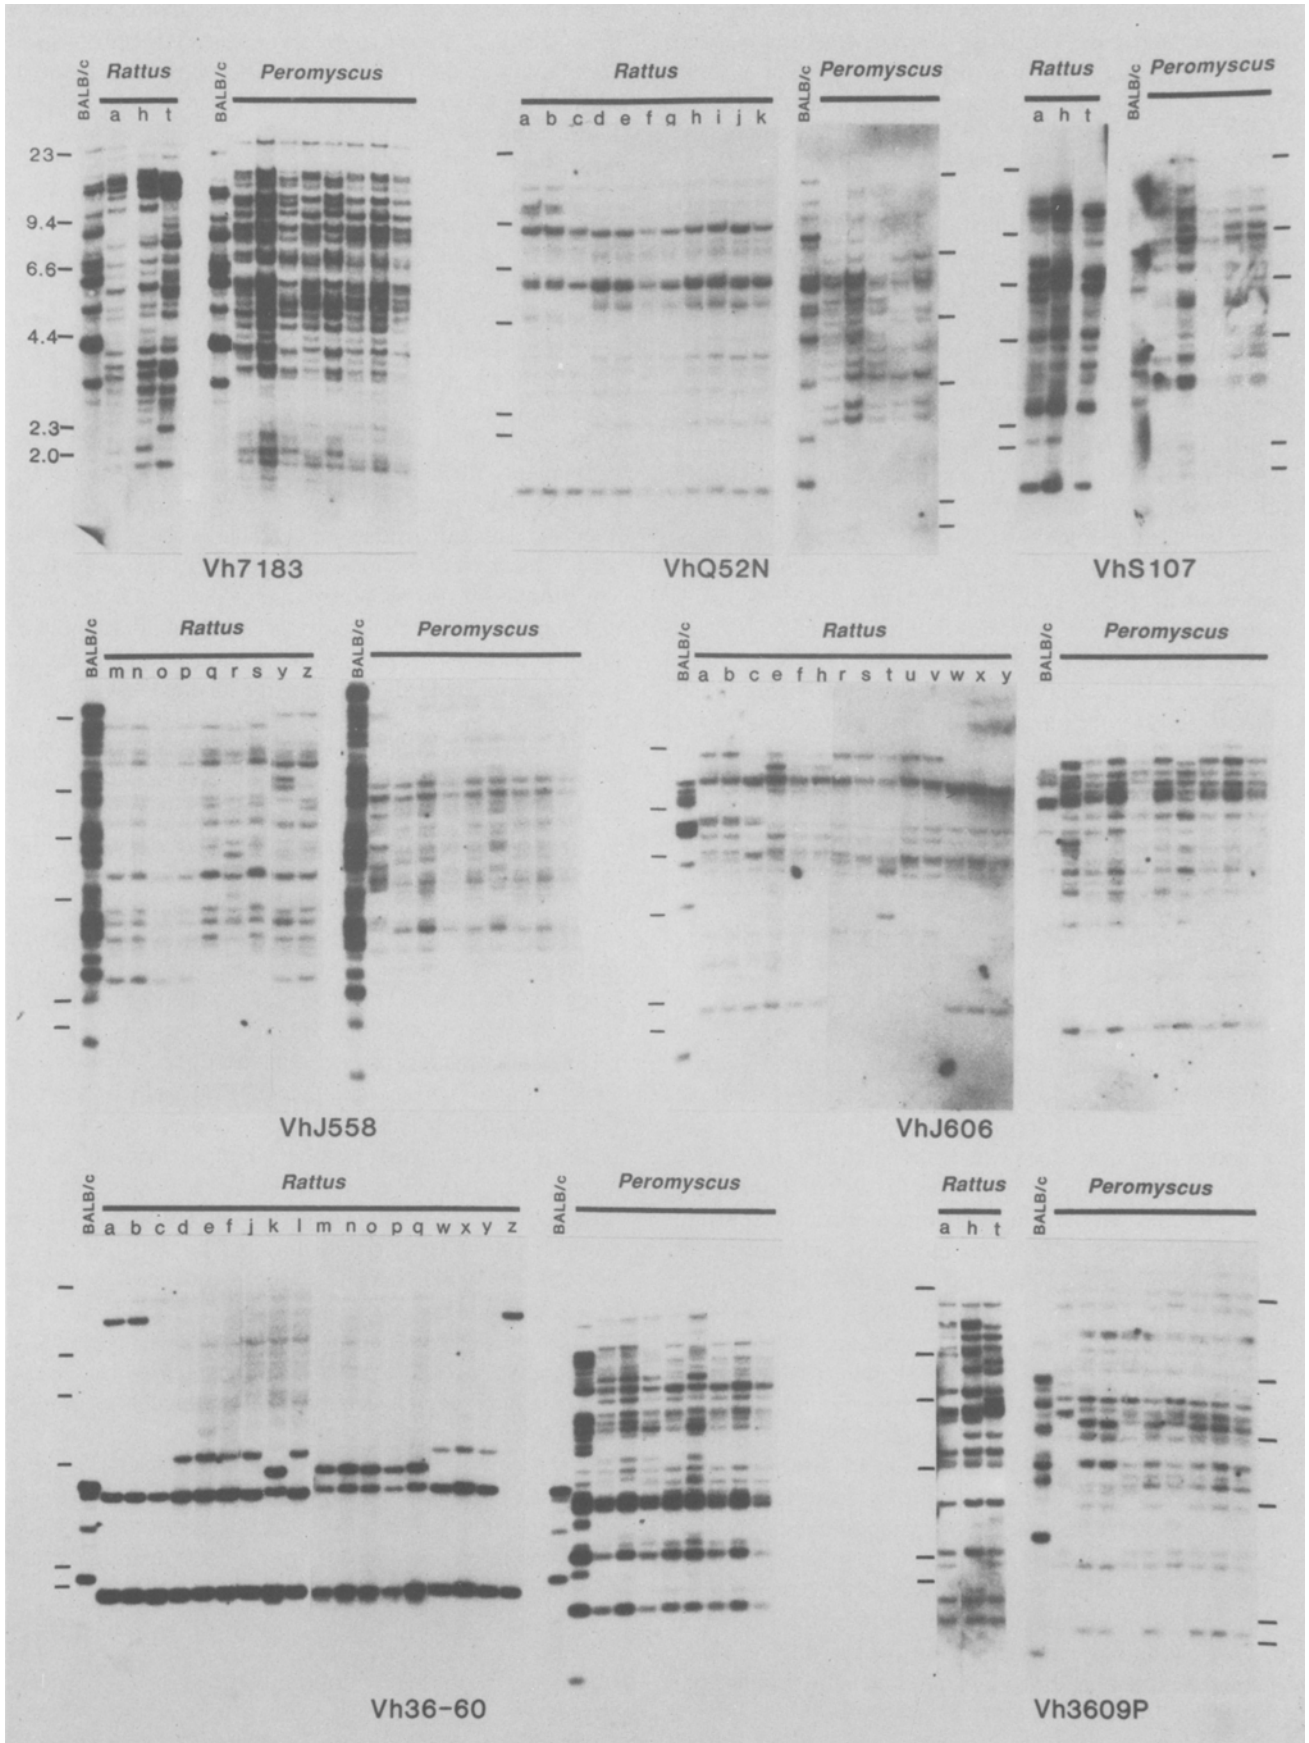 BALB/c Rattus BALB/c Peromyscus Rattus BALB/c Peromyscus Rattus BALB/c Peromyscus
a h t a b c d e f g h i j k a h t
23
9.4
6.6
4.4
2.3
2.0
Vh7183 VhQ52N VhS107
BALB/c Rattus BALB/c Peromyscus BALB/c Rattus BALB/c Peromyscus
m n o p q r s y z a b c e f h r s t u v w x y
VhJ558 VhJ606
BALB/c Rattus BALB/c Peromyscus Rattus BALB/c Peromyscus
a b c d e f j k l m n o p q w x y z a h t
Vh36-60 Vh3609P